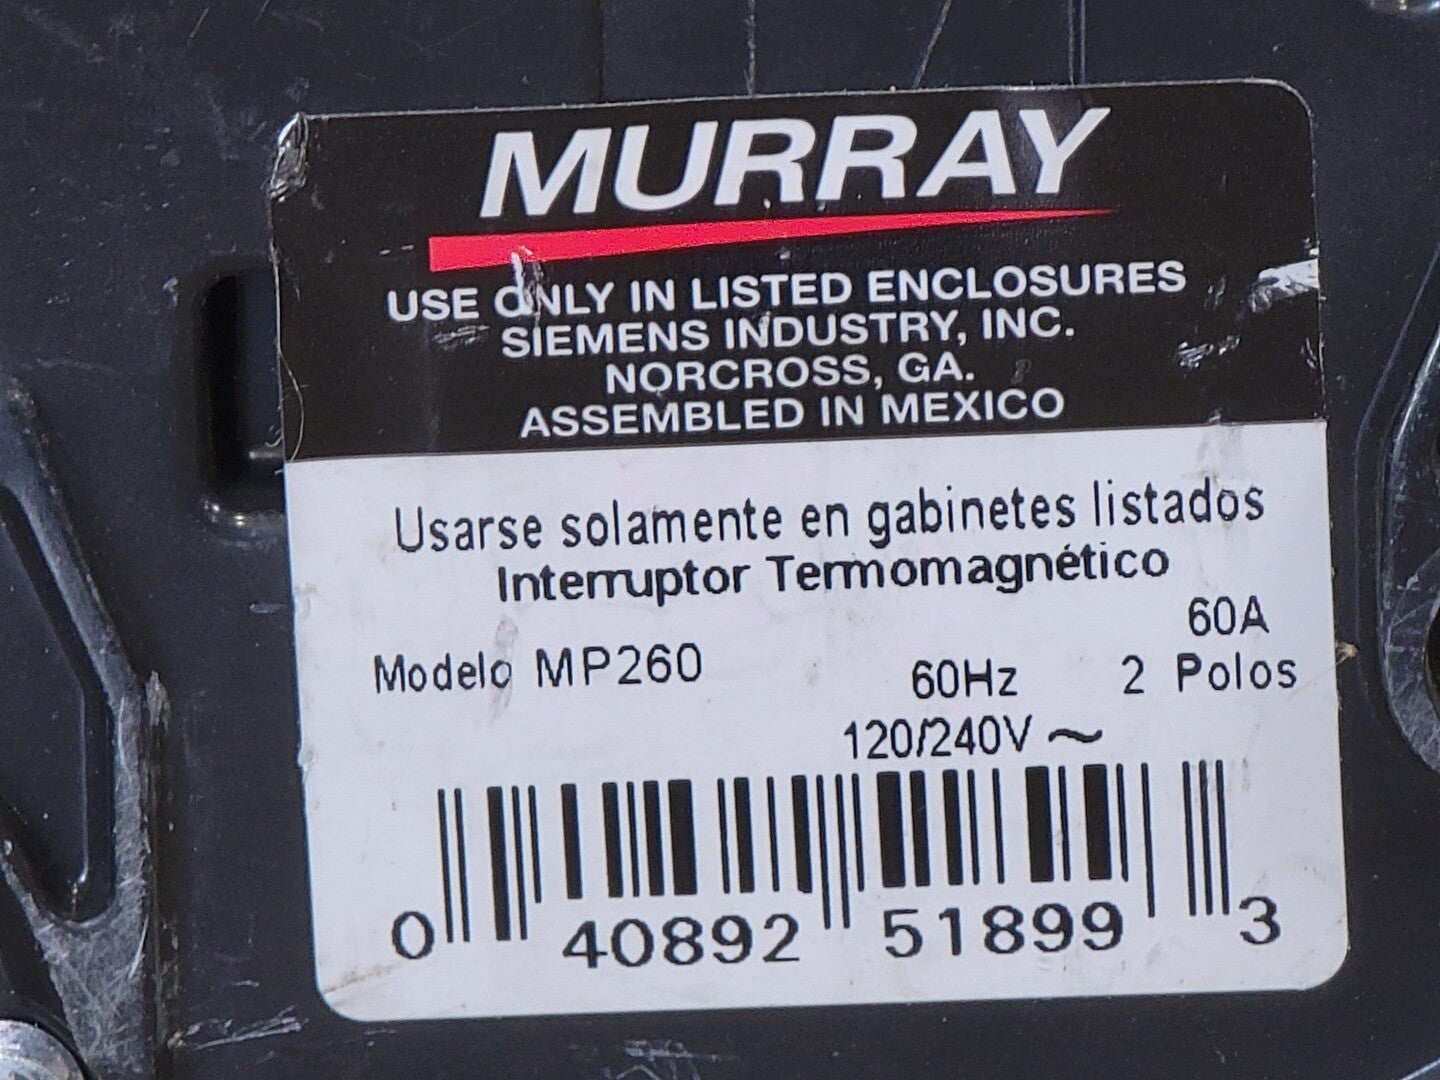 MURRAY
USE ONLY IN LISTED ENCLOSURES
SIEMENS INDUSTRY, INC.
NORCROSS, GA.
ASSEMBLED IN MEXICO
Usarse solamente en gabinetes listados
Interruptor Termomagnético
60A
Modelo MP260 60Hz 2 Polos
120/240V ~
0 40892 51899 3